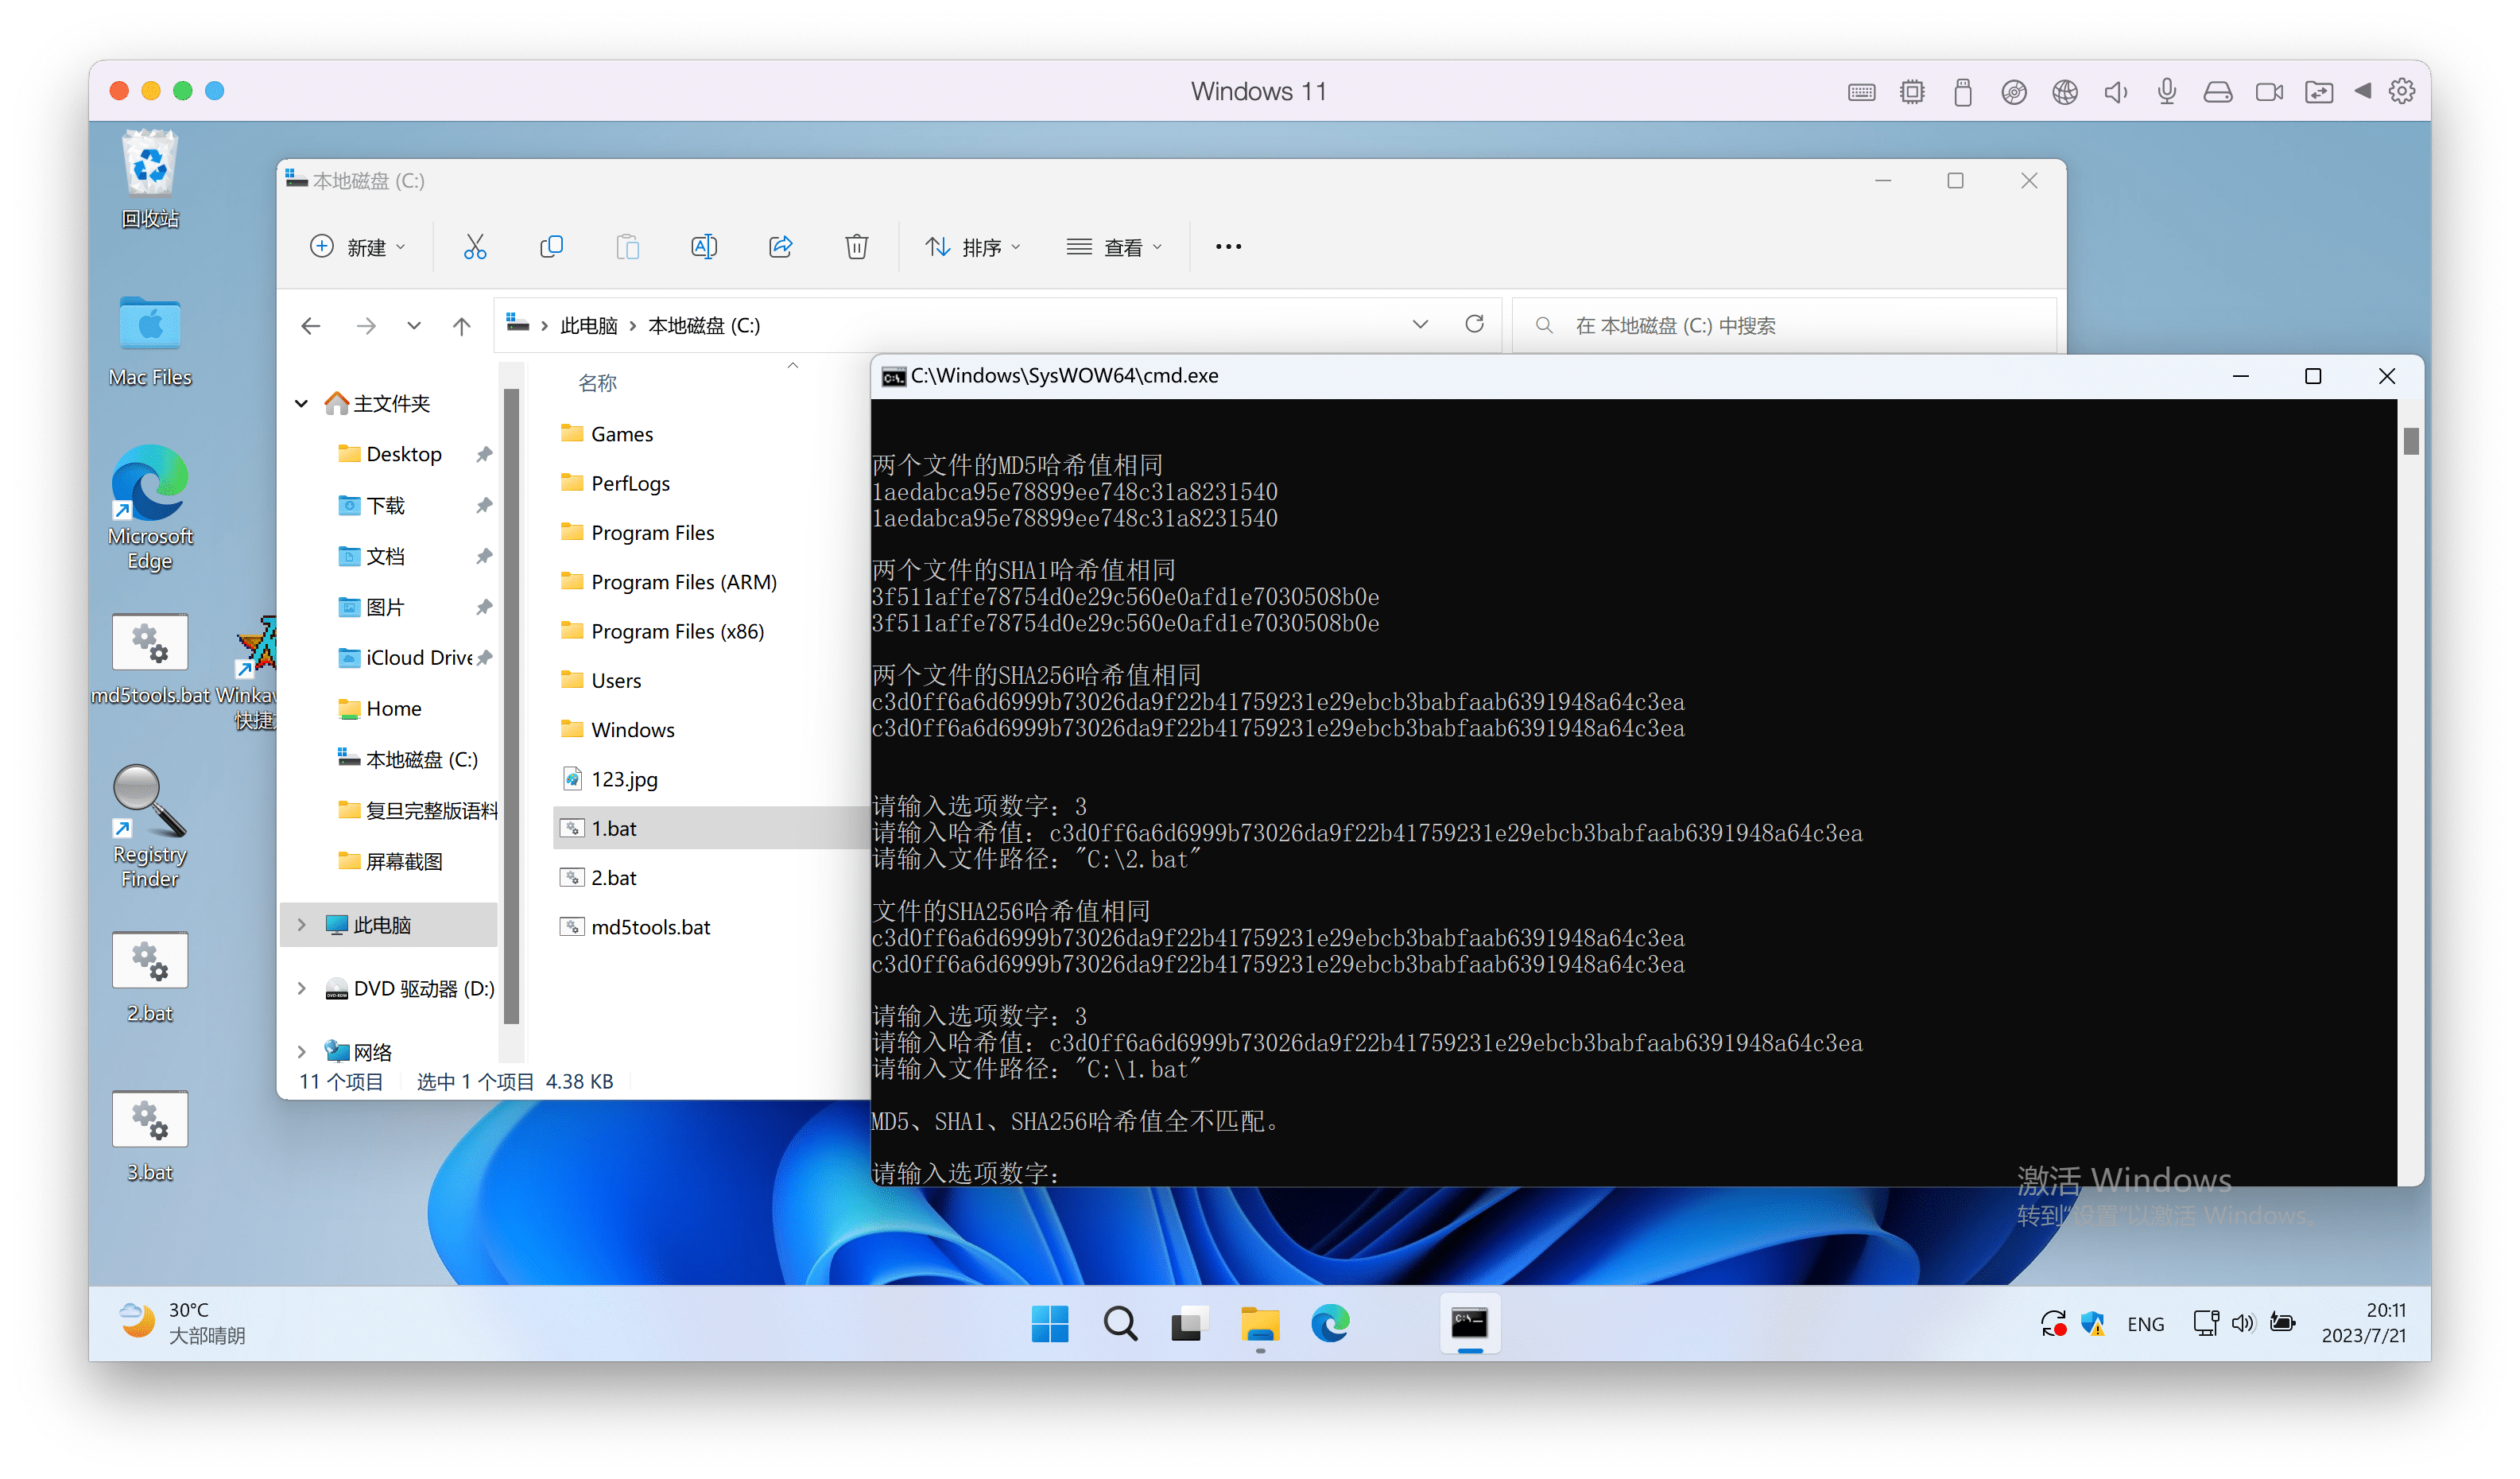 Windows 11
回收站
Mac Files
Microsoft
Edge
md5tools.bat
Winkaw
快捷
Registry
Finder
2.bat
3.bat
本地磁盘 (C:)
新建
排序
查看
此电脑
本地磁盘 (C:)
在 本地磁盘 (C:) 中搜索
主文件夹
Desktop
下载
文档
图片
iCloud Drive
Home
本地磁盘 (C:)
复旦完整版语料
屏幕截图
此电脑
DVD 驱动器 (D:)
网络
名称
Games
PerfLogs
Program Files
Program Files (ARM)
Program Files (x86)
Users
Windows
123.jpg
1.bat
2.bat
md5tools.bat
11 个项目
选中 1 个项目 4.38 KB
C:\Windows\SysWOW64\cmd.exe
两个文件的MD5哈希值相同
1aedabca95e78899ee748c31a8231540
1aedabca95e78899ee748c31a8231540
两个文件的SHA1哈希值相同
3f511affe78754d0e29c560e0afd1e7030508b0e
3f511affe78754d0e29c560e0afd1e7030508b0e
两个文件的SHA256哈希值相同
c3d0ff6a6d6999b73026da9f22b41759231e29ebcb3babfaab6391948a64c3ea
c3d0ff6a6d6999b73026da9f22b41759231e29ebcb3babfaab6391948a64c3ea
请输入选项数字：3
请输入哈希值：c3d0ff6a6d6999b73026da9f22b41759231e29ebcb3babfaab6391948a64c3ea
请输入文件路径："C:\2.bat"
文件的SHA256哈希值相同
c3d0ff6a6d6999b73026da9f22b41759231e29ebcb3babfaab6391948a64c3ea
c3d0ff6a6d6999b73026da9f22b41759231e29ebcb3babfaab6391948a64c3ea
请输入选项数字：3
请输入哈希值：c3d0ff6a6d6999b73026da9f22b41759231e29ebcb3babfaab6391948a64c3ea
请输入文件路径："C:\1.bat"
MD5、SHA1、SHA256哈希值全不匹配。
请输入选项数字：
激活 Windows
转到"设置"以激活 Windows。
30°C
大部晴朗
ENG
20:11
2023/7/21